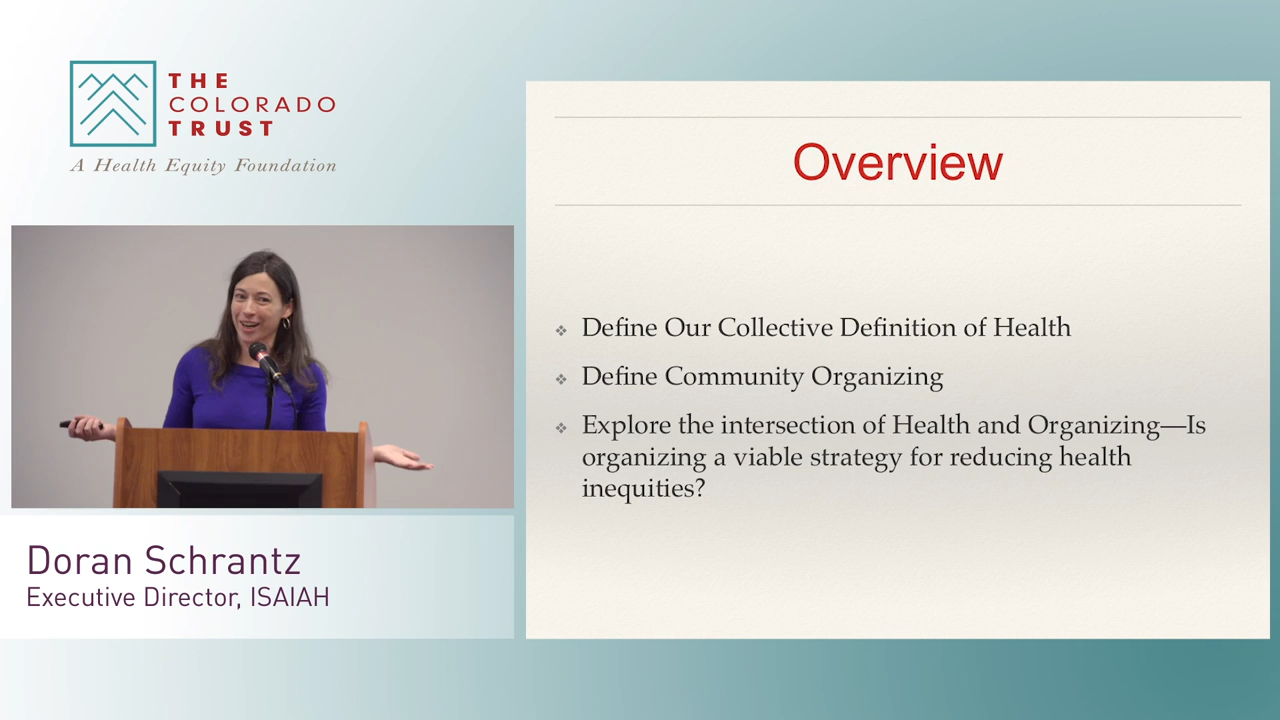 THE
COLORADO
TRUST
A Health Equity Foundation
Doran Schrantz
Executive Director, ISAIAH
Overview
❖ Define Our Collective Definition of Health
❖ Define Community Organizing
❖ Explore the intersection of Health and Organizing—Is
organizing a viable strategy for reducing health
inequities?